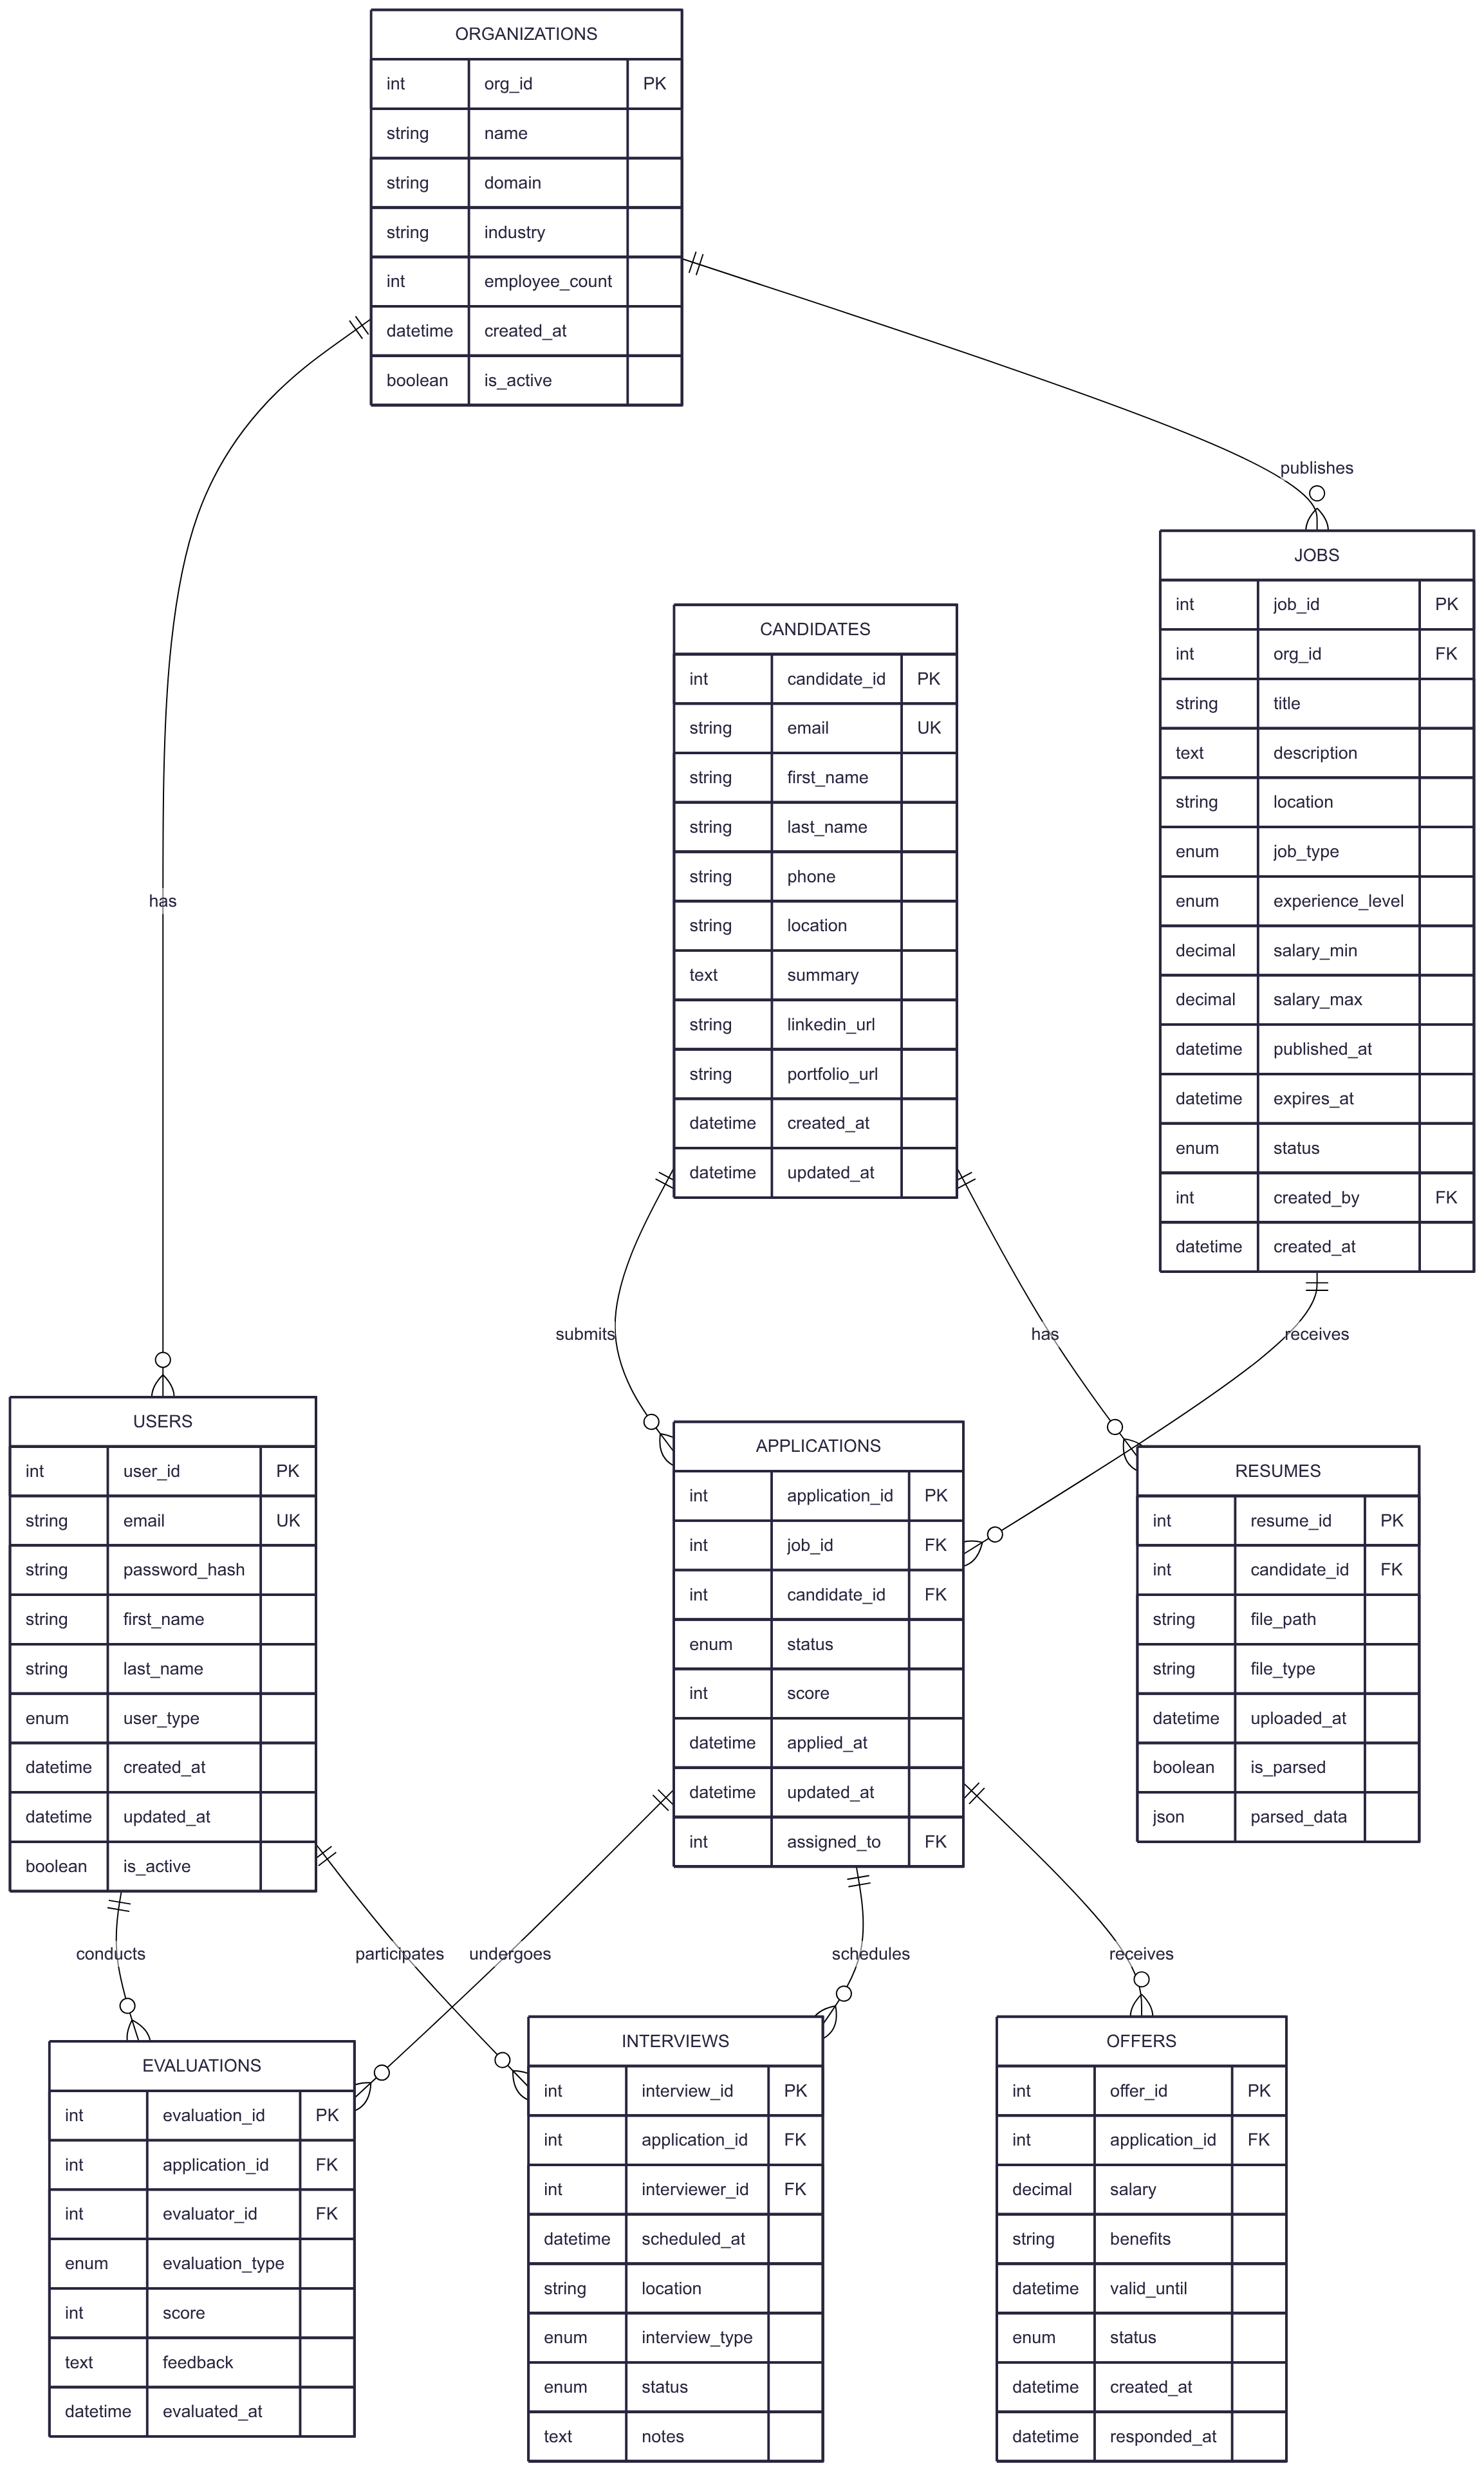 ORGANIZATIONS
int org_id PK
string name
string domain
string industry
int employee_count
datetime created_at
boolean is_active
publishes
JOBS
int job_id PK
int org_id FK
string title
text description
string location
enum job_type
enum experience_level
decimal salary_min
decimal salary_max
datetime published_at
datetime expires_at
enum status
int created_by FK
datetime created_at
CANDIDATES
int candidate_id PK
string email UK
string first_name
string last_name
string phone
string location
text summary
string linkedin_url
string portfolio_url
datetime created_at
datetime updated_at
has
submits
has
receives
USERS
int user_id PK
string email UK
string password_hash
string first_name
string last_name
enum user_type
datetime created_at
datetime updated_at
boolean is_active
APPLICATIONS
int application_id PK
int job_id FK
int candidate_id FK
enum status
int score
datetime applied_at
datetime updated_at
int assigned_to FK
RESUMES
int resume_id PK
int candidate_id FK
string file_path
string file_type
datetime uploaded_at
boolean is_parsed
json parsed_data
conducts
participates
undergoes
schedules
receives
EVALUATIONS
int evaluation_id PK
int application_id FK
int evaluator_id FK
enum evaluation_type
int score
text feedback
datetime evaluated_at
INTERVIEWS
int interview_id PK
int application_id FK
int interviewer_id FK
datetime scheduled_at
string location
enum interview_type
enum status
text notes
OFFERS
int offer_id PK
int application_id FK
decimal salary
string benefits
datetime valid_until
enum status
datetime created_at
datetime responded_at